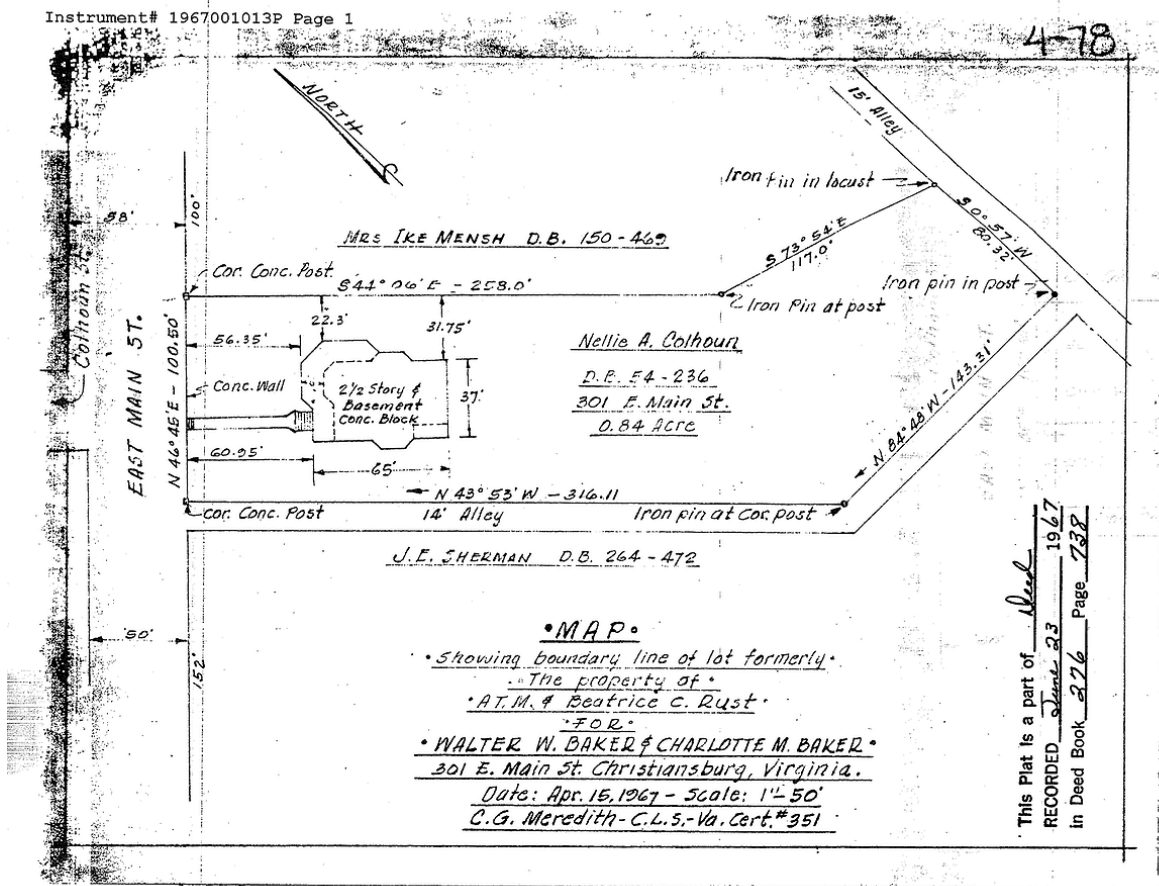 Instrument# 1967001013P Page 1
4-78
NORTH
15' Alley
Iron Pin in locust
S 0° 57' W
80.32'
S 73° 54' E
117.0'
58'
100'
MRS IKE MENSH D.B. 150-469
Cor. Conc. Post.
S 44° 06' E - 258.0'
Iron Pin at post
Iron pin in post
Colhoun St.
EAST MAIN ST.
N 46° 45' E - 100.50'
22.3'
31.75'
56.35'
Conc. Wall
2 1/2 Story &
Basement
Conc. Block
37'
Nellie A. Colhoun
D.B. 54-236
301 E. Main St.
0.84 Acre
N 84° 48' W - 143.31'
60.95'
65'
N 43° 53' W - 316.11
Cor. Conc. Post
14' Alley
Iron pin at Cor. post
J.E. SHERMAN D.B. 264-472
50'
152'
•MAP•
•Showing boundary line of lot formerly•
•The property of•
•A.T.M. & Beatrice C. Rust•
•FOR•
•WALTER W. BAKER & CHARLOTTE M. BAKER•
301 E. Main St. Christiansburg, Virginia.
Date: Apr. 15, 1967 - Scale: 1"-50'
C.G. Meredith - C.L.S. - Va. Cert. #351
This Plat is a part of Deed
RECORDED June 23 1967
in Deed Book 276 Page 738